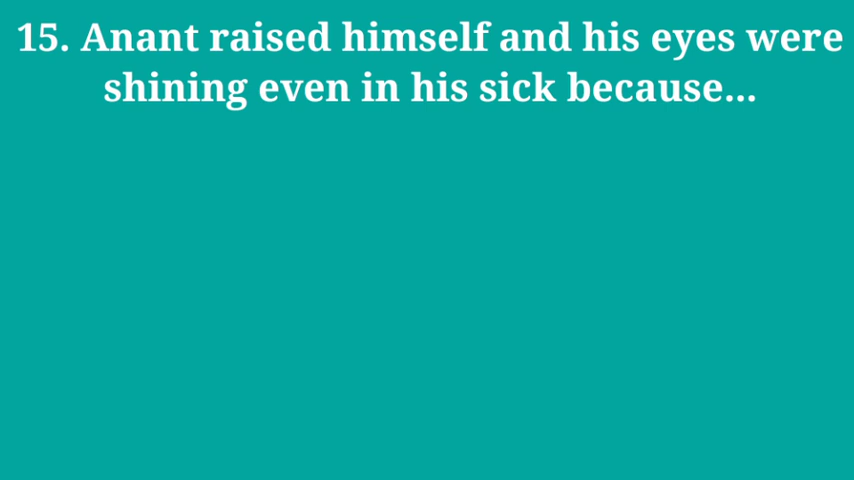 15. Anant raised himself and his eyes were
shining even in his sick because...